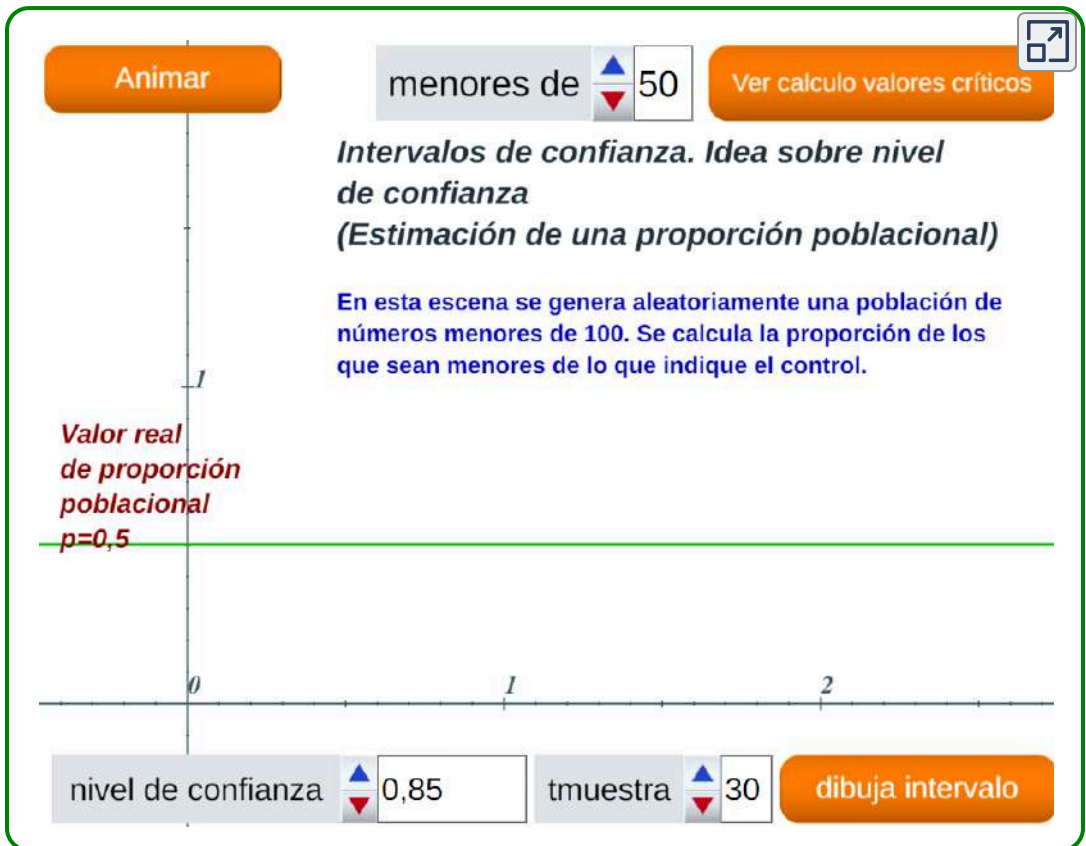 Animar
menores de 50
Ver calculo valores críticos
Intervalos de confianza. Idea sobre nivel
de confianza
(Estimación de una proporción poblacional)
En esta escena se genera aleatoriamente una población de
números menores de 100. Se calcula la proporción de los
que sean menores de lo que indique el control.
1
Valor real
de proporción
poblacional
p=0,5
0 1 2
nivel de confianza 0,85 tmuestra 30 dibuja intervalo